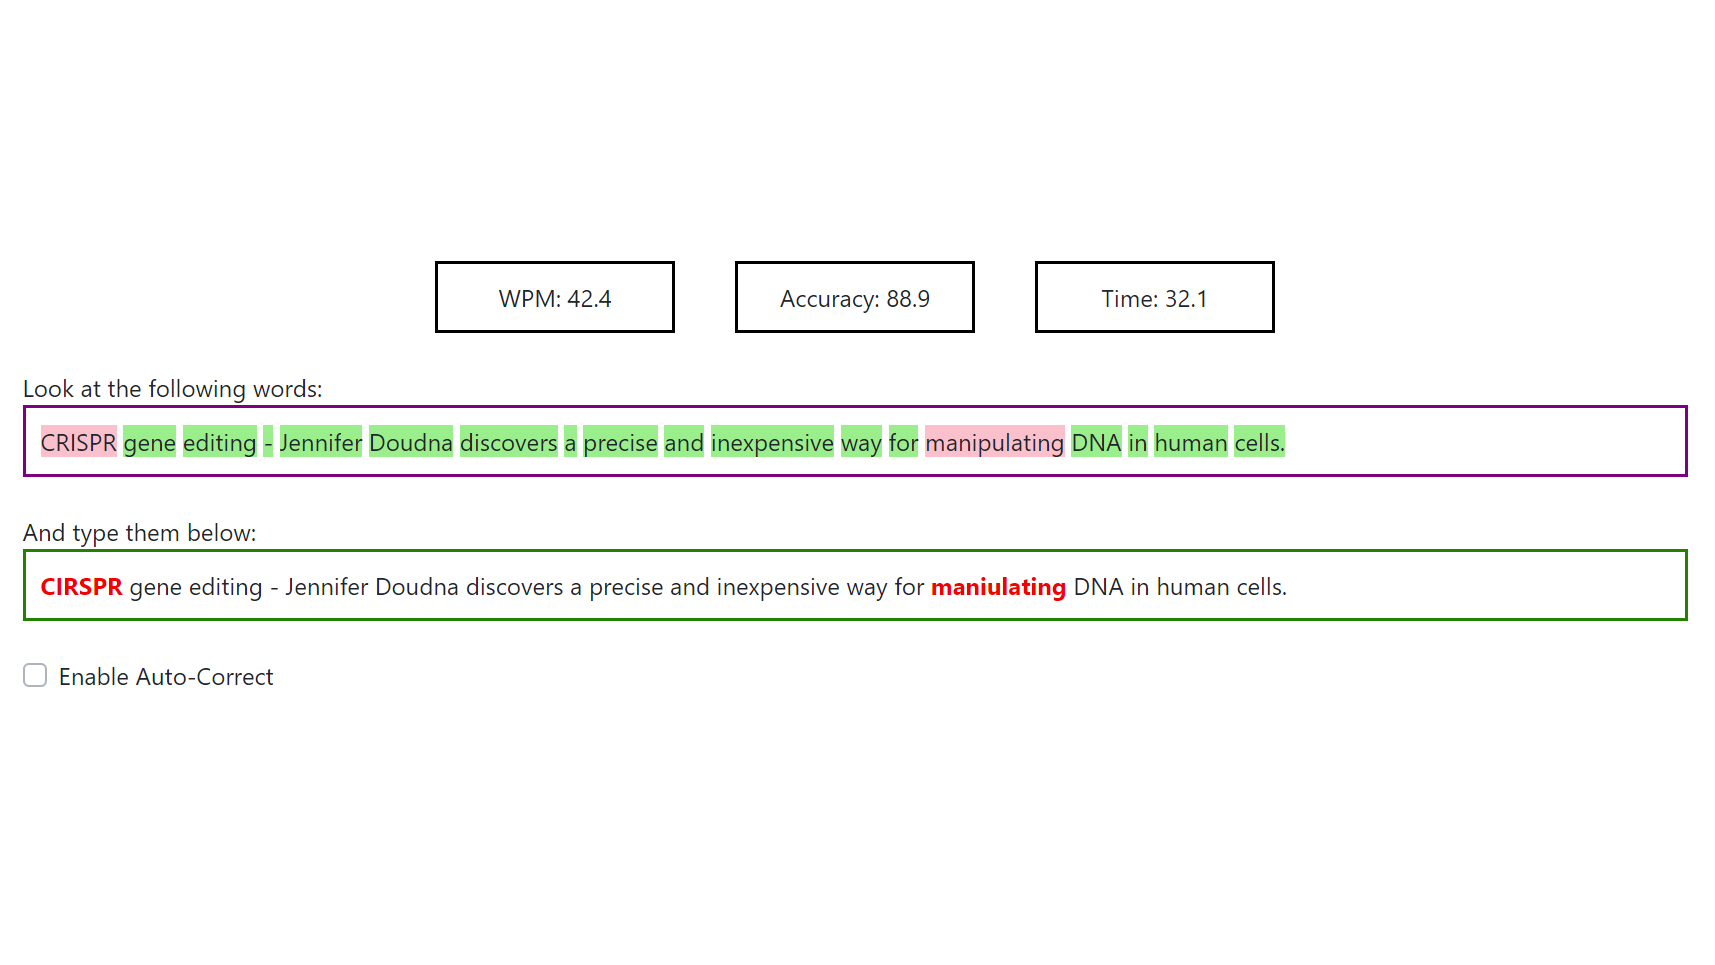 WPM: 42.4 Accuracy: 88.9 Time: 32.1
Look at the following words:
CRISPR gene editing - Jennifer Doudna discovers a precise and inexpensive way for manipulating DNA in human cells.
And type them below:
CIRSPR gene editing - Jennifer Doudna discovers a precise and inexpensive way for maniulating DNA in human cells.
Enable Auto-Correct